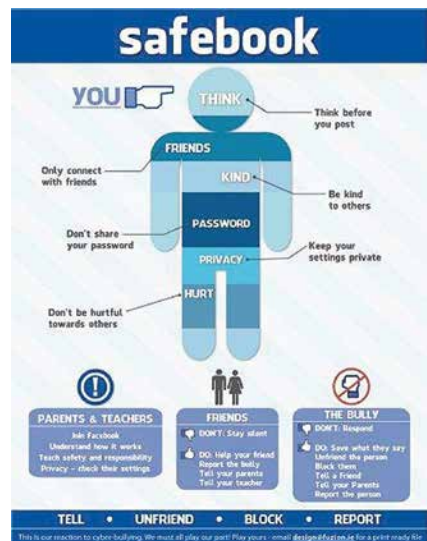 safebook
YOU
THINK
Think before
you post
FRIENDS
Only connect
with friends
KIND
Be kind
to others
Don't share
your password
PASSWORD
Keep your
settings private
PRIVACY
HURT
Don't be hurtful
towards others
PARENTS & TEACHERS
Join Facebook
Understand how it works
Teach safety and responsibility
Privacy - check their settings
FRIENDS
DON'T: Stay silent
DO: Help your friend
Report the bully
Tell your parents
Tell your teacher
THE BULLY
DON'T: Respond
DO: Save what they say
Unfriend the person
Block them
Tell a friend
Tell your Parents
Report the person
TELL • UNFRIEND • BLOCK • REPORT
This is our reaction to cyber-bullying. We must all play our part! Play yours - email design@fuzion.ie for a print ready file